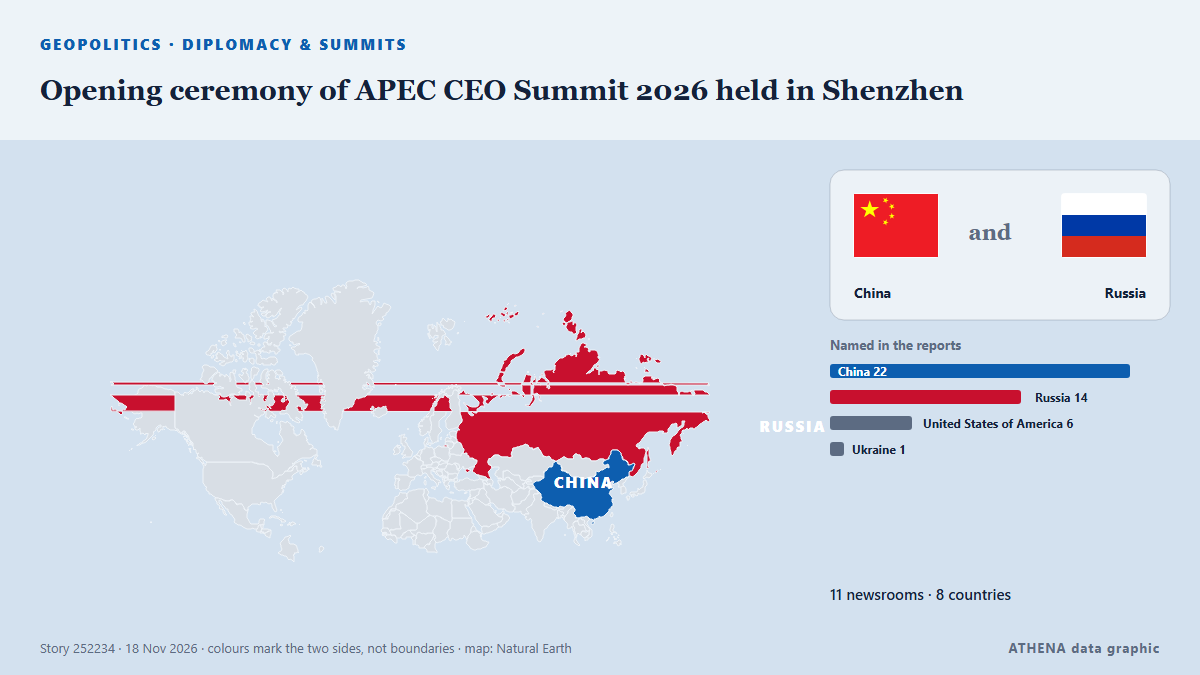 GEOPOLITICS · DIPLOMACY & SUMMITS
Opening ceremony of APEC CEO Summit 2026 held in Shenzhen
and
China
Russia
Named in the reports
China 22
Russia 14
RUSSIA
United States of America 6
Ukraine 1
CHINA
11 newsrooms · 8 countries
Story 252234 · 18 Nov 2026 · colours mark the two sides, not boundaries · map: Natural Earth
ATHENA data graphic